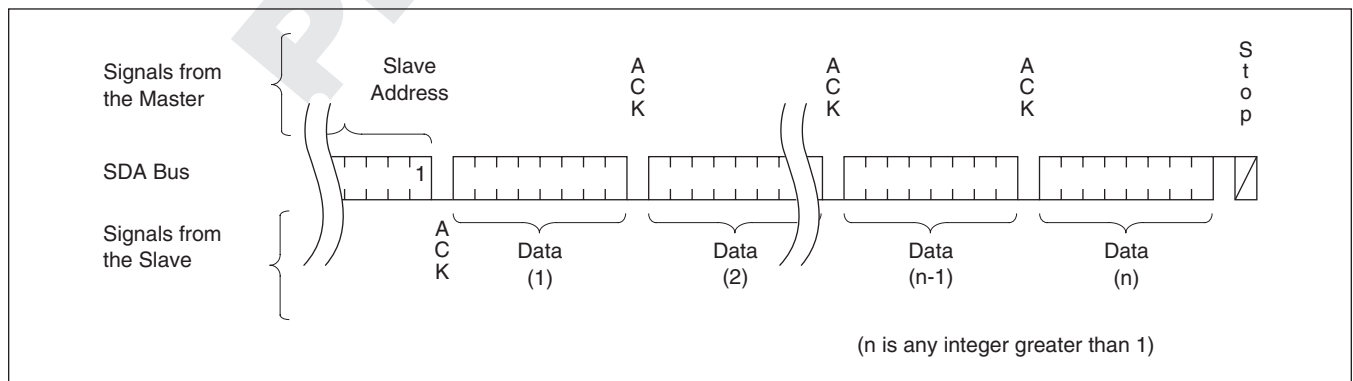 Signals from
the Master
Slave
Address
A
C
K
A
C
K
A
C
K
S
t
o
p
SDA Bus
1
Signals from
the Slave
A
C
K
Data
(1)
Data
(2)
Data
(n-1)
Data
(n)
(n is any integer greater than 1)